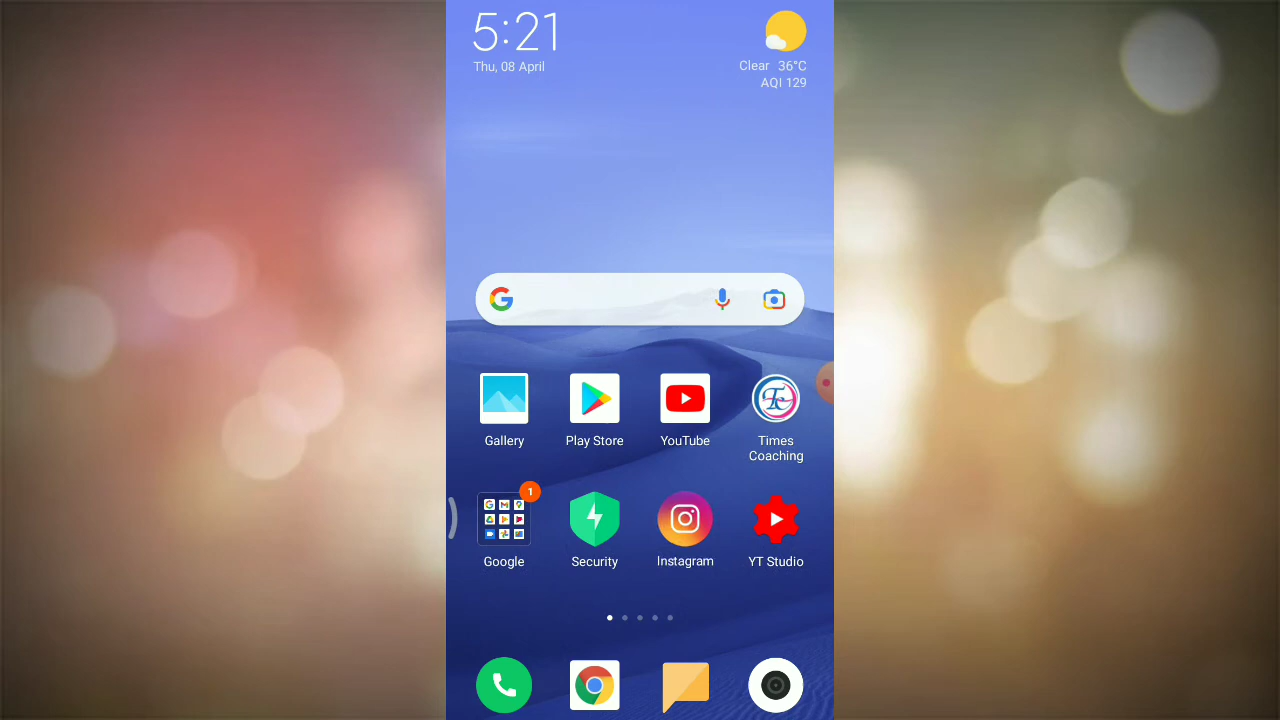 5:21
Thu, 08 April
Clear 36°C
AQI 129
Gallery
Play Store
YouTube
Times
Coaching
Tc
1
Google
Security
Instagram
YT Studio